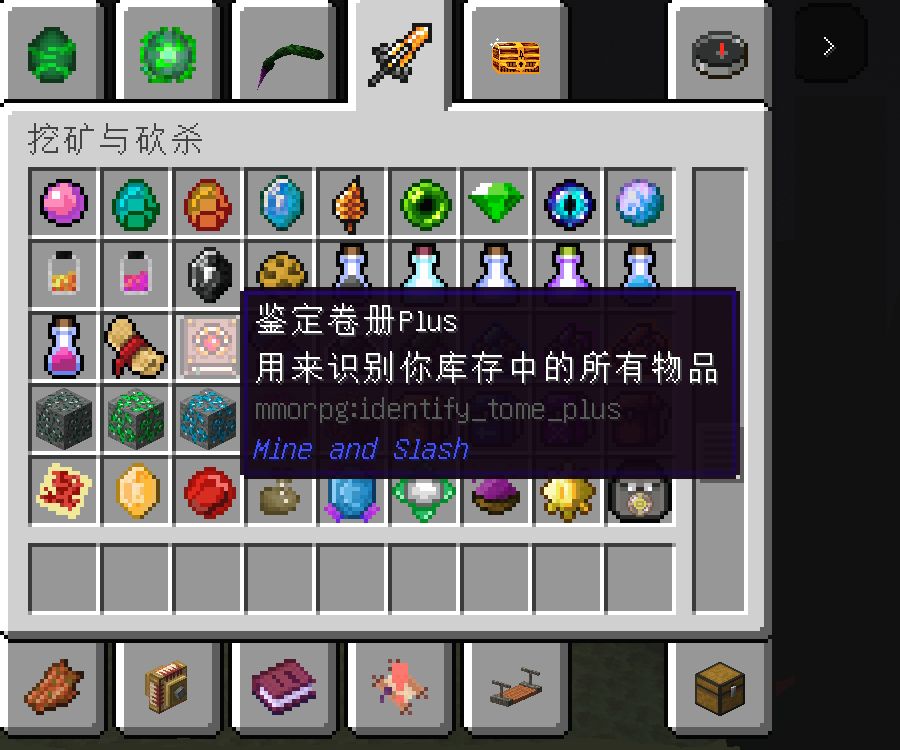 挖矿与砍杀
鉴定卷册Plus
用来识别你库存中的所有物品
mmorpg:identify_tome_plus
Mine and Slash